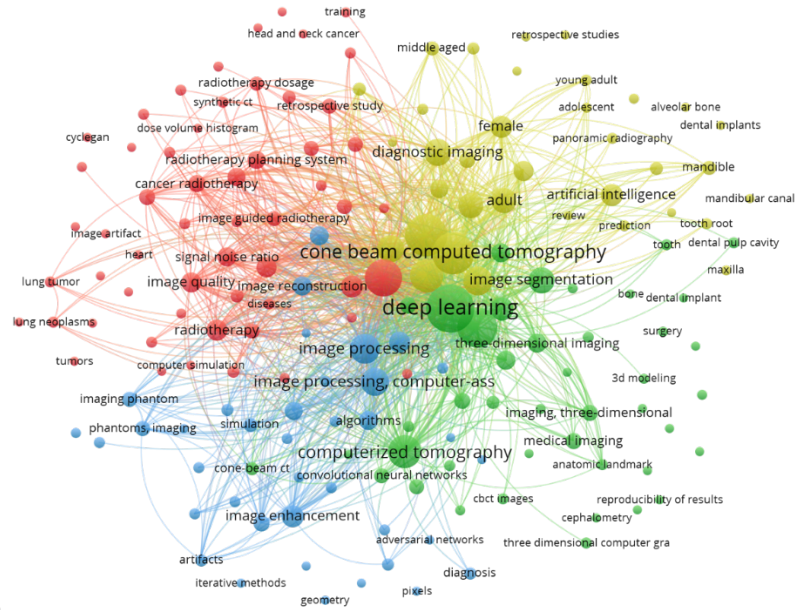 training
head and neck cancer
retrospective studies
middle aged
radiotherapy dosage
young adult
synthetic ct
retrospective study
adolescent
alveolar bone
dose volume histogram
female
dental implants
cyclegan
panoramic radiography
diagnostic imaging
radiotherapy planning system
mandible
cancer radiotherapy
artificial intelligence
adult
mandibular canal
image guided radiotherapy
review
prediction
tooth root
image artifact
tooth
dental pulp cavity
heart
signal noise ratio
cone beam computed tomography
maxilla
lung tumor
image quality
image reconstruction
image segmentation
bone
dental implant
diseases
deep learning
lung neoplasms
radiotherapy
surgery
image processing
three-dimensional imaging
tumors
computer simulation
image processing, computer-ass
3d modeling
imaging phantom
imaging, three-dimensional
phantoms, imaging
simulation
algorithms
medical imaging
computerized tomography
anatomic landmark
cone-beam ct
convolutional neural networks
cbct images
reproducibility of results
image enhancement
cephalometry
adversarial networks
three dimensional computer gra
artifacts
diagnosis
iterative methods
pixels
geometry